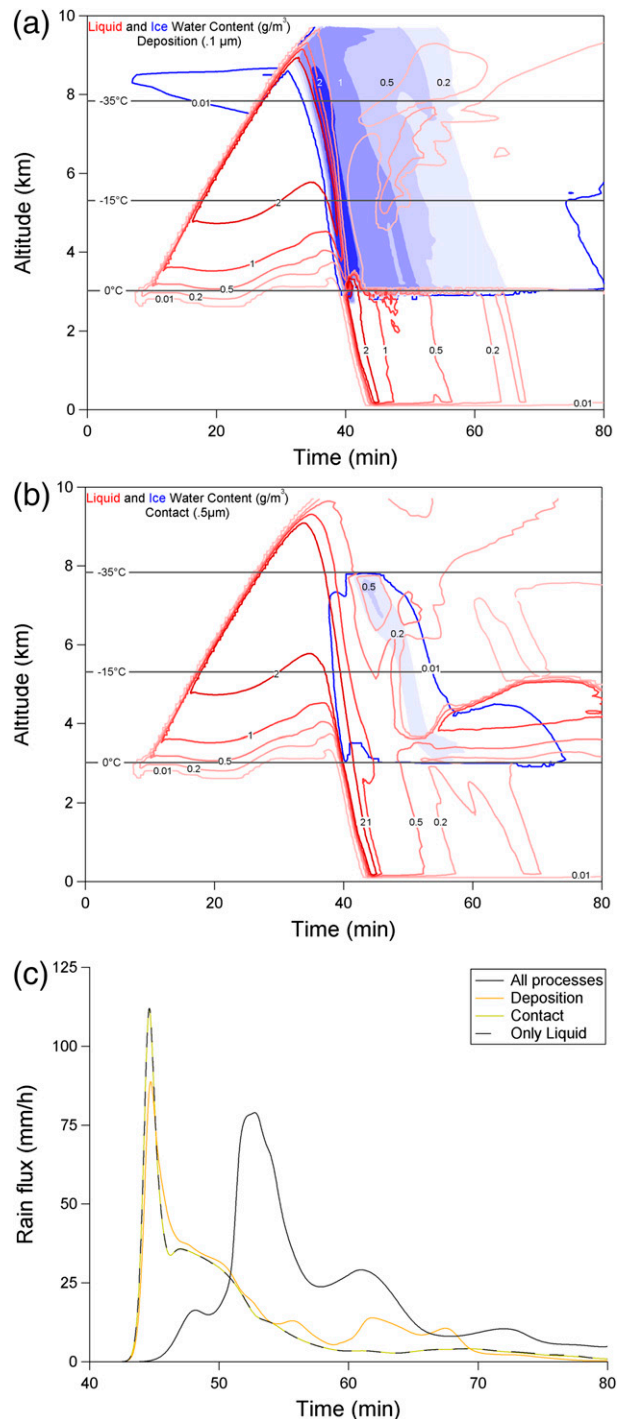 (a)
Liquid and Ice Water Content (g/m³)
Deposition (.1 µm)
10
8
6
4
2
0
Altitude (km)
-35°C
-15°C
0°C
0.01
2
1
0.5
0.2
0.01
2
1
0.5
0.2
0.01
2
1
0.5
0.2
0.01
0 20 40 60 80
Time (min)
(b)
Liquid and Ice Water Content (g/m³)
Contact (.5µm)
10
8
6
4
2
0
Altitude (km)
-35°C
-15°C
0°C
0.5
0.2
0.01
2
1
0.5
0.2
0.01
21
0.5
0.2
0.01
0 20 40 60 80
Time (min)
(c)
125
100
75
50
25
0
Rain flux (mm/h)
All processes
Deposition
Contact
Only Liquid
40 50 60 70 80
Time (min)